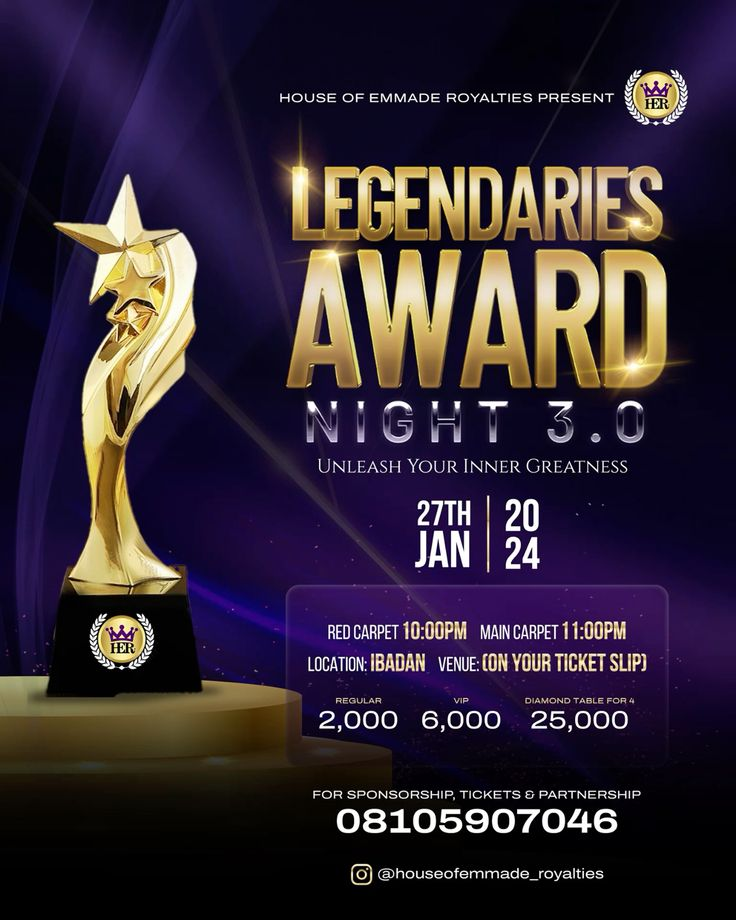 HOUSE OF EMMADE ROYALTIES PRESENT
HER
LEGENDARIES
AWARD
NIGHT 3.0
UNLEASH YOUR INNER GREATNESS
27TH JAN | 20 24
HER
RED CARPET 10:00PM MAIN CARPET 11:00PM
LOCATION: IBADAN VENUE: (ON YOUR TICKET SLIP)
REGULAR VIP DIAMOND TABLE FOR 4
2,000 6,000 25,000
FOR SPONSORSHIP, TICKETS & PARTNERSHIP
08105907046
@houseofemmade_royalties